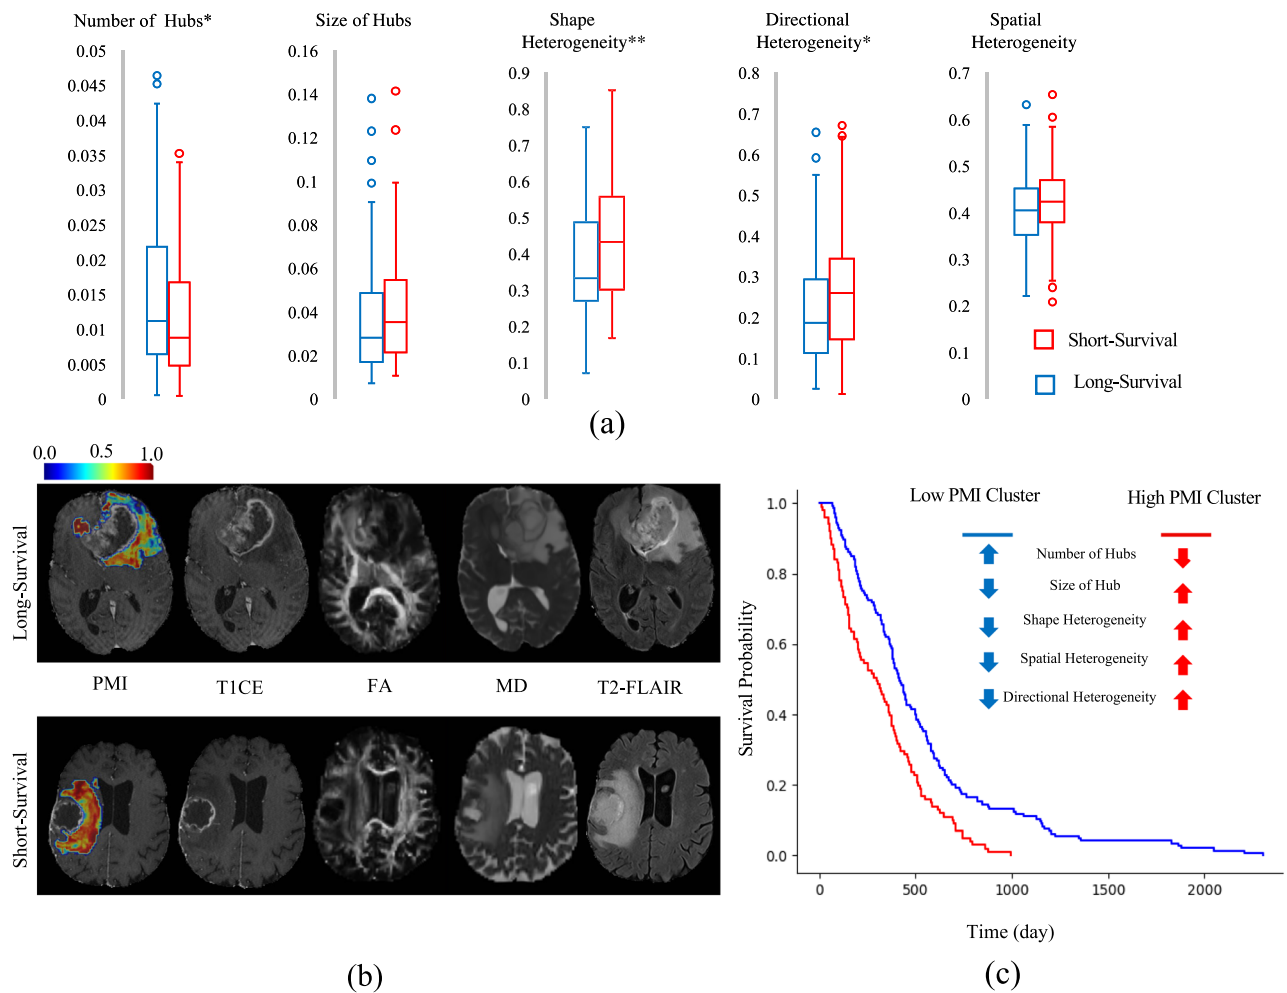 Number of Hubs*
0.05
0.045
0.04
0.035
0.03
0.025
0.02
0.015
0.01
0.005
0
Size of Hubs
0.16
0.14
0.12
0.1
0.08
0.06
0.04
0.02
0
Shape
Heterogeneity**
0.9
0.8
0.7
0.6
0.5
0.4
0.3
0.2
0.1
0
Directional
Heterogeneity*
0.8
0.7
0.6
0.5
0.4
0.3
0.2
0.1
0
Spatial
Heterogeneity
0.7
0.6
0.5
0.4
0.3
0.2
0.1
0
Short-Survival
Long-Survival
(a)
0.0 0.5 1.0
Long-Survival
PMI T1CE FA MD T2-FLAIR
Short-Survival
(b)
Low PMI Cluster High PMI Cluster
Number of Hubs
Size of Hub
Shape Heterogeneity
Spatial Heterogeneity
Directional Heterogeneity
Survival Probability
1.0
0.8
0.6
0.4
0.2
0.0
0 500 1000 1500 2000
Time (day)
(c)